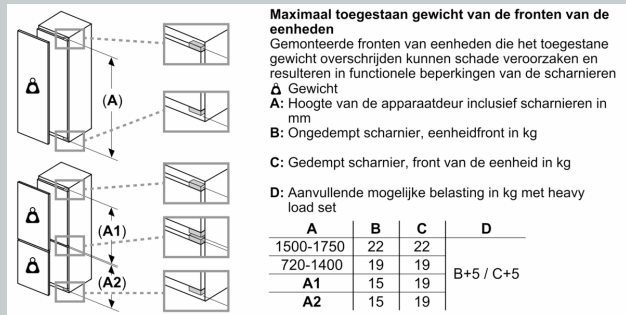 (A)
(A1)
(A2)
Maximaal toegestaan gewicht van de fronten van de
eenheden
Gemonteerde fronten van eenheden die het toegestane
gewicht overschrijden kunnen schade veroorzaken en
resulteren in functionele beperkingen van de scharnieren
Gewicht
A: Hoogte van de apparaatdeur inclusief scharnieren in
mm
B: Ongedempt scharnier, eenheidfront in kg
C: Gedempt scharnier, front van de eenheid in kg
D: Aanvullende mogelijke belasting in kg met heavy
load set
A B C D
1500-1750 22 22
720-1400 19 19
B+5 / C+5
A1 15 19
A2 15 19